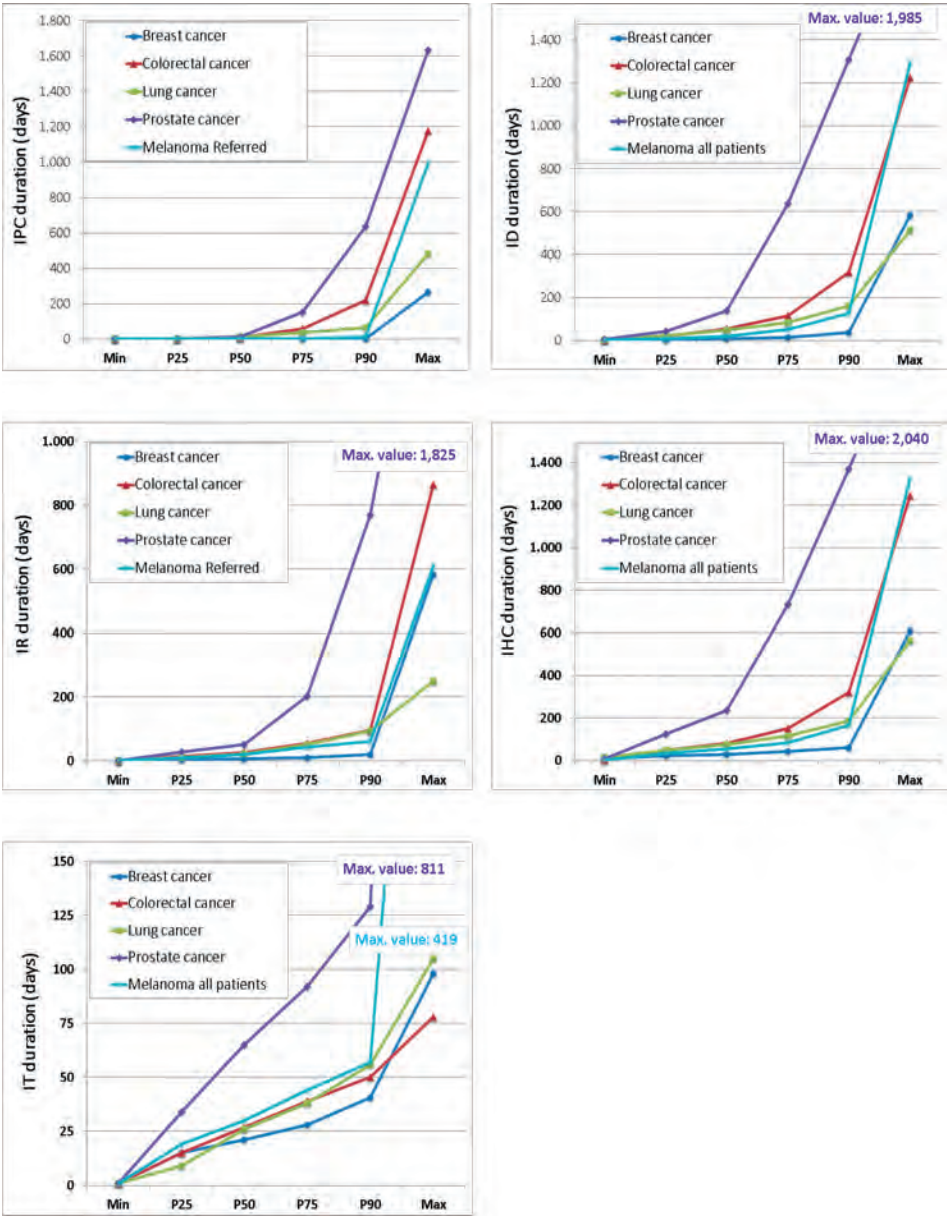 IPC duration (days)
1.800
1.600
1.400
1.200
1.000
800
600
400
200
0
Breast cancer
Colorectal cancer
Lung cancer
Prostate cancer
Melanoma Referred
Min P25 P50 P75 P90 Max
ID duration (days)
Max. value: 1,985
1.400
1.200
1.000
800
600
400
200
0
Breast cancer
Colorectal cancer
Lung cancer
Prostate cancer
Melanoma all patients
Min P25 P50 P75 P90 Max
IR duration (days)
1.000
800
600
400
200
0
Max. value: 1,825
Breast cancer
Colorectal cancer
Lung cancer
Prostate cancer
Melanoma Referred
Min P25 P50 P75 P90 Max
IHC duration (days)
Max. value: 2,040
1.400
1.200
1.000
800
600
400
200
0
Breast cancer
Colorectal cancer
Lung cancer
Prostate cancer
Melanoma all patients
Min P25 P50 P75 P90 Max
IT duration (days)
150
125
100
75
50
25
0
Max. value: 811
Breast cancer
Colorectal cancer
Lung cancer
Prostate cancer
Melanoma all patients
Max. value: 419
Min P25 P50 P75 P90 Max